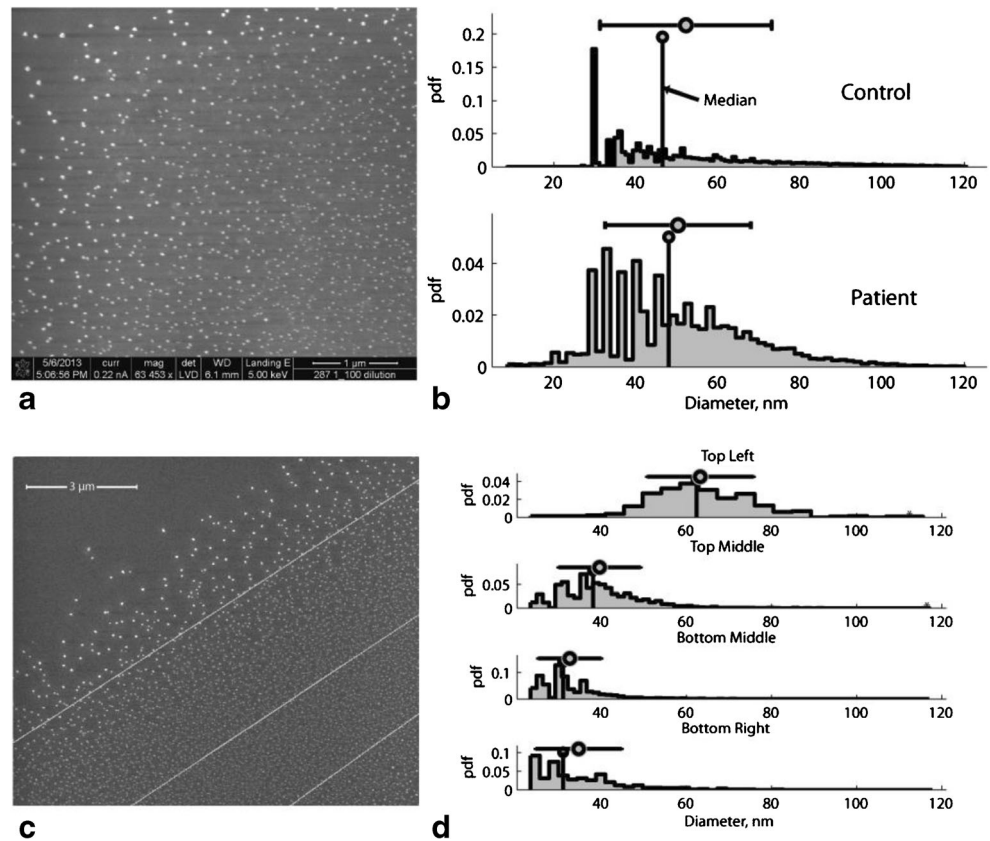 5/6/2013 curr mag det WD Landing E 1 µm
5:06:56 PM 0.22 nA 63 453 x LVD 6.1 mm 5.00 keV 287 1_100 dilution
a
0.2
0.15
0.1
0.05
0
pdf
Median
Control
20 40 60 80 100 120
0.04
0.02
0
pdf
Patient
20 40 60 80 100 120
Diameter, nm
b
3 µm
c
Top Left
0.04
0.02
0
pdf
40 60 80 100 120
Top Middle
0.05
0
pdf
40 60 80 100 120
Bottom Middle
0.1
0
pdf
40 60 80 100 120
Bottom Right
0.1
0.05
0
pdf
40 60 80 100 120
Diameter, nm
d